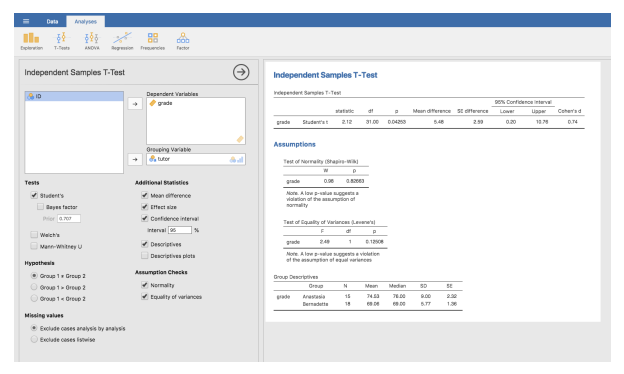 Data Analyses
Exploration T-Tests ANOVA Regression Frequencies Factor
Independent Samples T-Test
ID
Dependent Variables
grade
Grouping Variable
tutor
Tests
Student's
Bayes factor
Prior 0.707
Welch's
Mann-Whitney U
Hypothesis
Group 1 ≠ Group 2
Group 1 > Group 2
Group 1 < Group 2
Missing values
Exclude cases analysis by analysis
Exclude cases listwise
Additional Statistics
Mean difference
Effect size
Confidence interval
Interval 95 %
Descriptives
Descriptives plots
Assumption Checks
Normality
Equality of variances
Independent Samples T-Test
Independent Samples T-Test
95% Confidence Interval
statistic df p Mean difference SE difference Lower Upper Cohen's d
grade Student's t 2.12 31.00 0.04253 5.48 2.59 0.20 10.76 0.74
Assumptions
Test of Normality (Shapiro-Wilk)
W p
grade 0.98 0.82683
Note. A low p-value suggests a
violation of the assumption of
normality
Test of Equality of Variances (Levene's)
F df p
grade 2.49 1 0.12508
Note. A low p-value suggests a violation
of the assumption of equal variances
Group Descriptives
Group N Mean Median SD SE
grade Anastasia 15 74.53 76.00 9.00 2.32
Bernadette 18 69.06 69.00 5.77 1.36